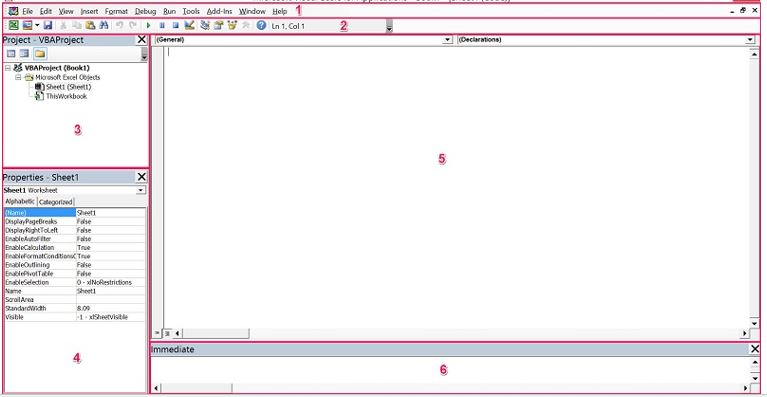 File Edit View Insert Format Debug Run Tools Add-Ins Window Help 1
Ln 1, Col 1 2
Project - VBAProject
(General) (Declarations)
VBAProject (Book1)
Microsoft Excel Objects
Sheet1 (Sheet1)
ThisWorkbook
3
5
Properties - Sheet1
Sheet1 Worksheet
Alphabetic Categorized
(Name) Sheet1
DisplayPageBreaks False
DisplayRightToLeft False
EnableAutoFilter False
EnableCalculation True
EnableFormatConditionsC True
EnableOutlining False
EnablePivotTable False
EnableSelection 0 - xlNoRestrictions
Name Sheet1
ScrollArea
StandardWidth 8.09
Visible -1 - xlSheetVisible
4
Immediate
6